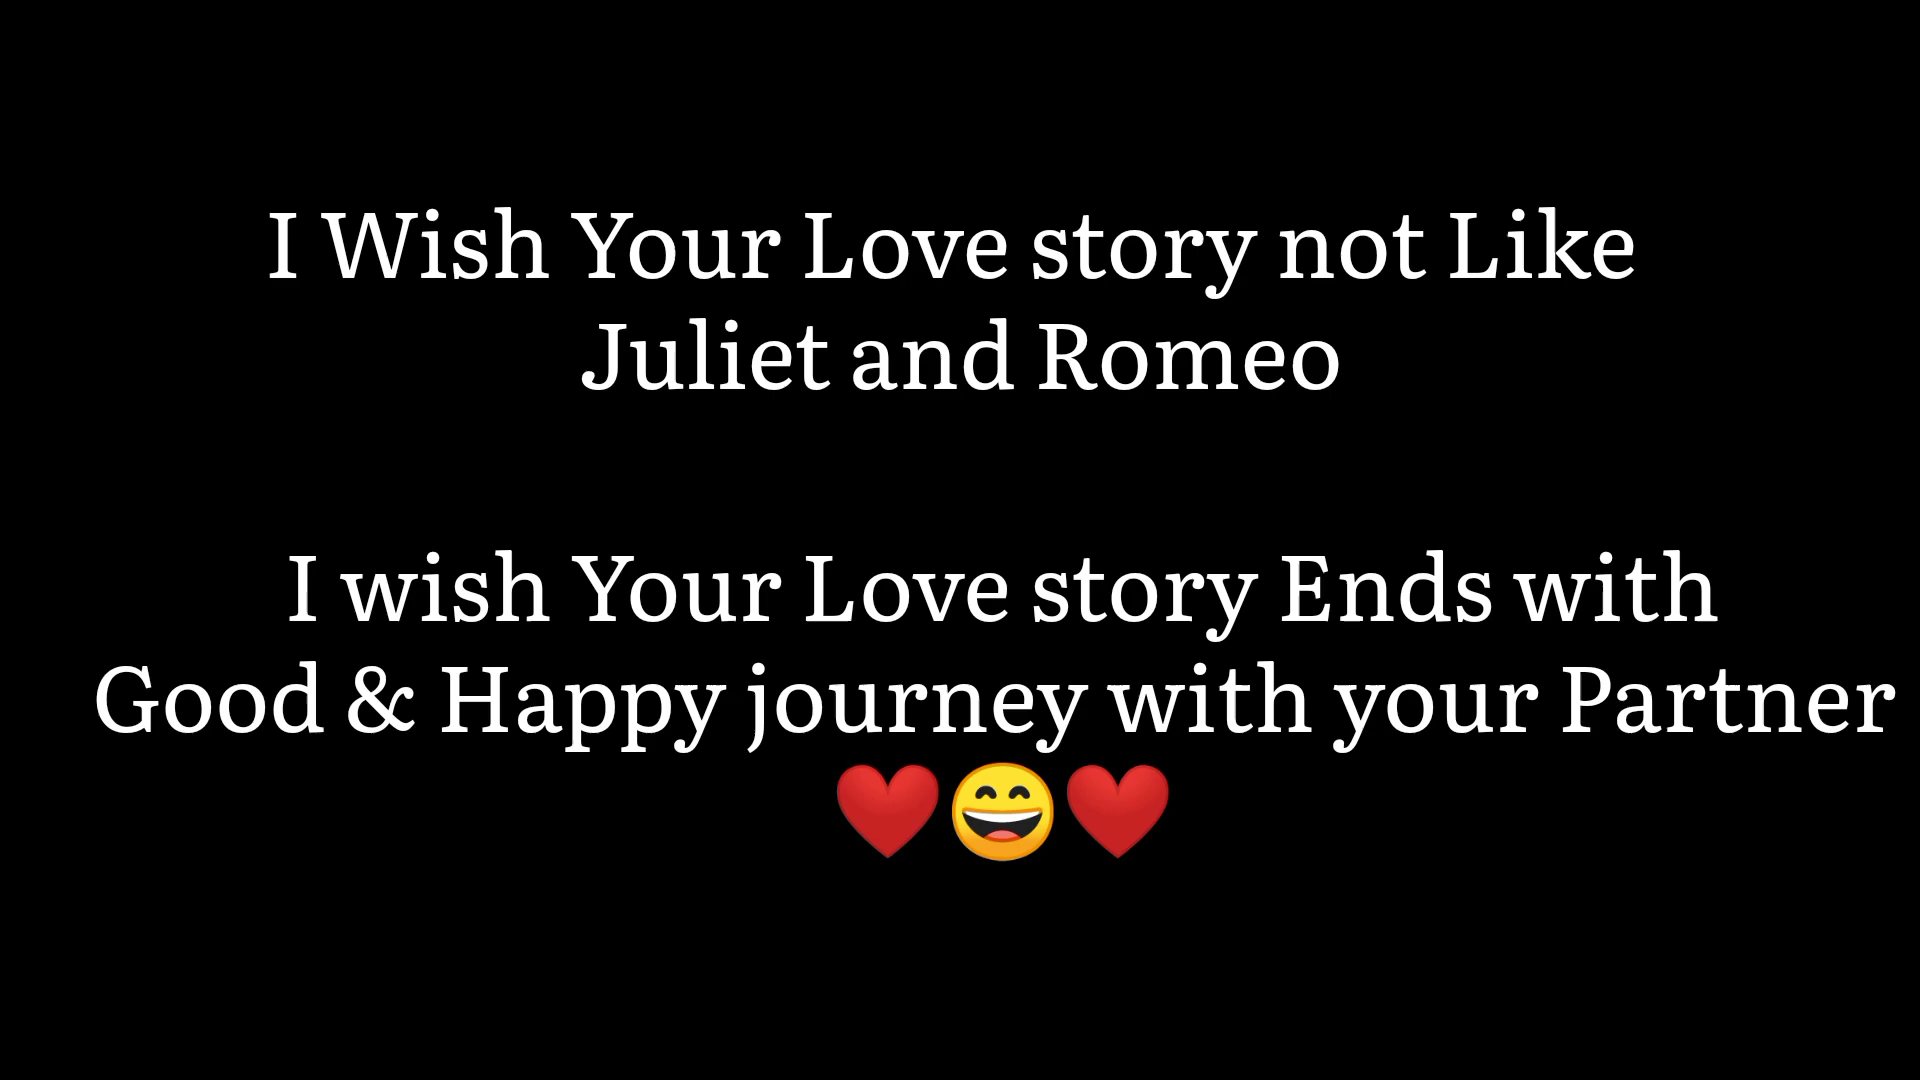 I Wish Your Love story not Like
Juliet and Romeo
I wish Your Love story Ends with
Good & Happy journey with your Partner
❤️😄❤️